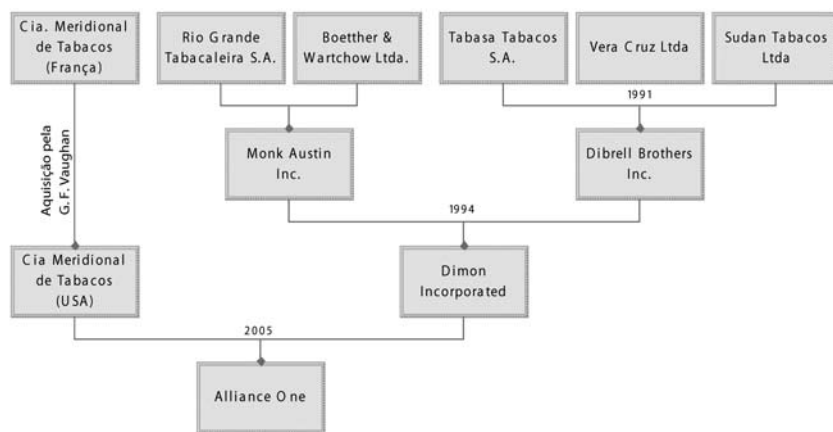 Cia. Meridional
de Tabacos
(França)
Rio Grande
Tabacaleira S.A.
Boetther &
Wartchow Ltda.
Tabasa Tabacos
S.A.
Vera Cruz Ltda
Sudan Tabacos
Ltda
1991
Aquisição pela
G. F. Vaughan
Monk Austin
Inc.
Dibrell Brothers
Inc.
1994
Cia Meridional
de Tabacos
(USA)
Dimon
Incorporated
2005
Alliance One